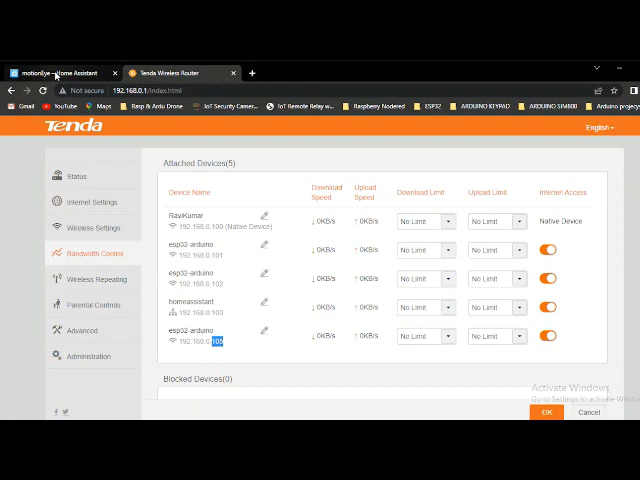 motionEye – Home Assistant
Tenda Wireless Router
Not secure 192.168.0.1/index.html
Gmail YouTube Maps Rasp & Ardu Drone IoT Security Camer... IoT Remote Relay w... Raspberry Nodered ESP32 ARDUINO KEYPAD ARDUINO SIM800 Arduino projecys
Tenda
English
Attached Devices(5)
Status
Internet Settings
Wireless Settings
Bandwidth Control
Wireless Repeating
Parental Controls
Advanced
Administration
Device Name Download Speed Upload Speed Download Limit Upload Limit Internet Access
RaviKumar
192.168.0.100 (Native Device)
↓ 0KB/s ↑ 0KB/s No Limit No Limit Native Device
esp32-arduino
192.168.0.101
↓ 0KB/s ↑ 0KB/s No Limit No Limit
esp32-arduino
192.168.0.102
↓ 0KB/s ↑ 0KB/s No Limit No Limit
homeassistant
192.168.0.103
↓ 0KB/s ↑ 0KB/s No Limit No Limit
esp32-arduino
192.168.0.105
↓ 0KB/s ↑ 0KB/s No Limit No Limit
Blocked Devices(0)
Activate Windows
Go to Settings to activate Windows
OK Cancel